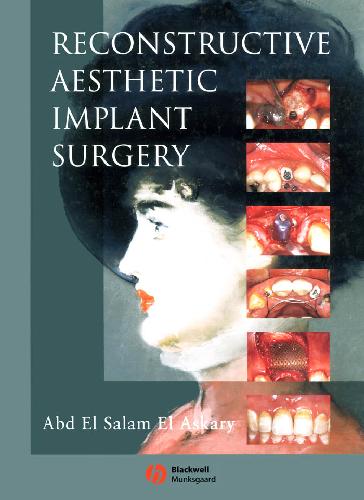 RECONSTRUCTIVE
AESTHETIC
IMPLANT
SURGERY
Abd El Salam El Askary
Blackwell
Munksgaard